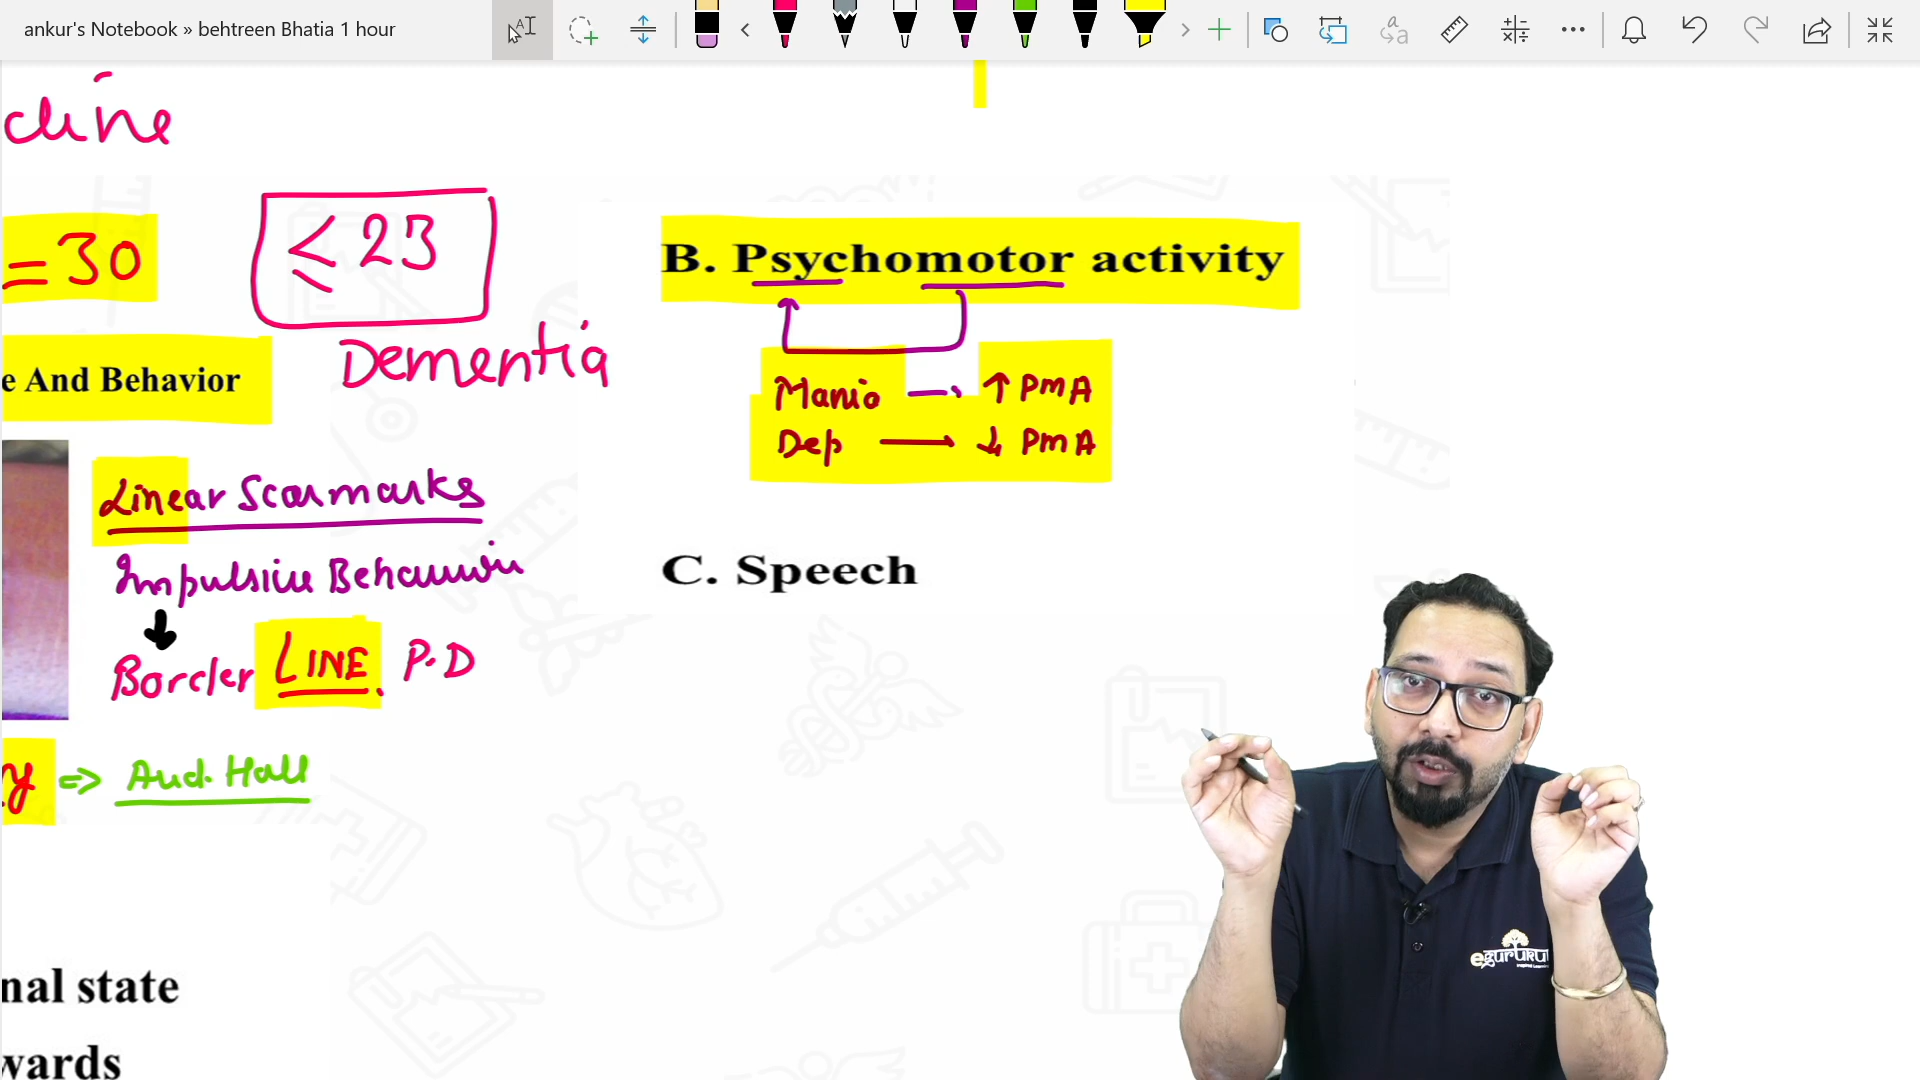 ankur's Notebook » behtreen Bhatia 1 hour
cline
= 30
≤ 23
Dementia
e And Behavior
Linear Scarmarks
Impulsive Behaviour
Border LINE P.D
y => Aud. Hall
nal state
wards
B. Psychomotor activity
Mania → ↑ PMA
Dep → ↓ PMA
C. Speech
egurukul